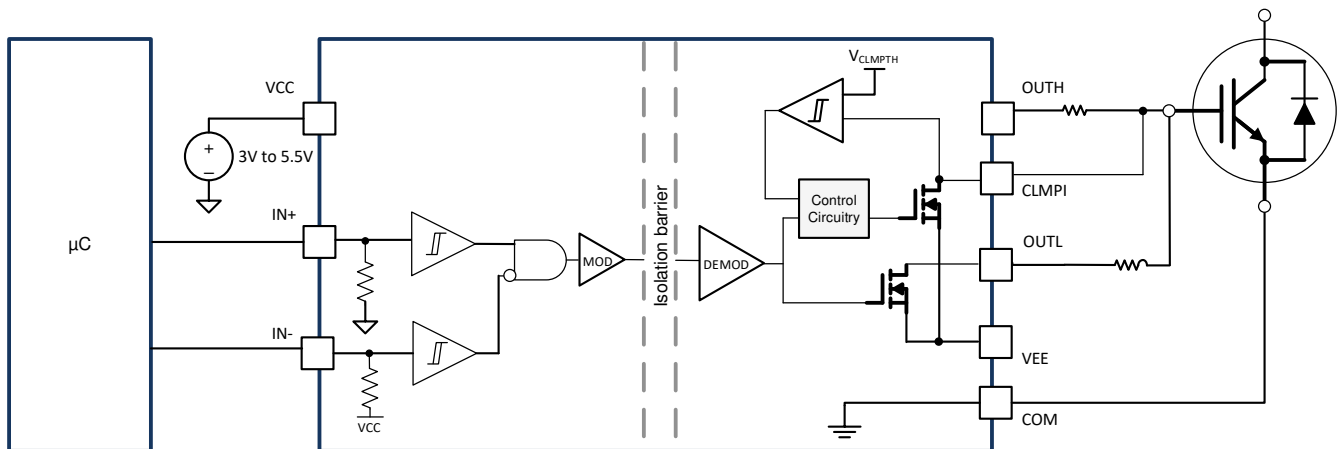 µC
VCC
+
−
3V to 5.5V
IN+
IN-
VCC
MOD
Isolation barrier
DEMOD
VCLMPTH
Control
Circuitry
OUTH
CLMPI
OUTL
VEE
COM